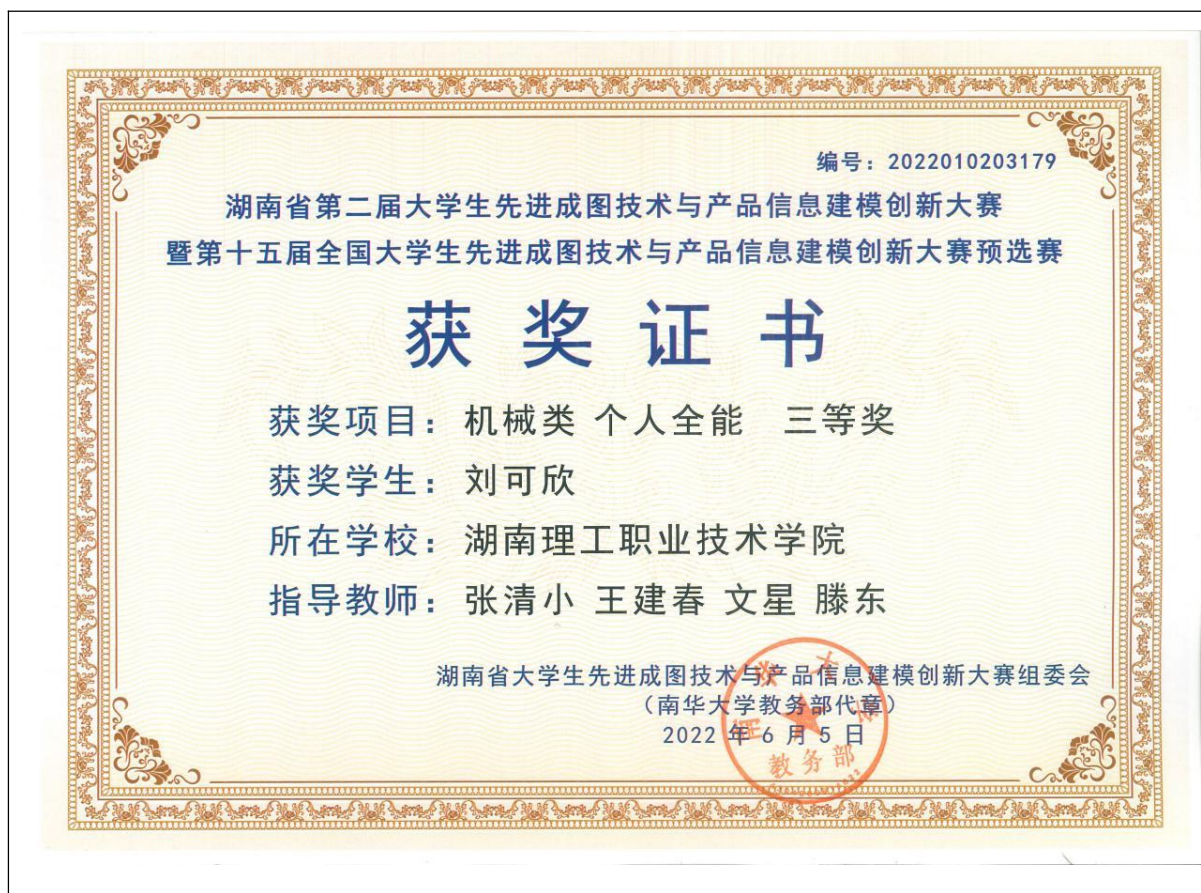 编号：2022010203179
湖南省第二届大学生先进成图技术与产品信息建模创新大赛
暨第十五届全国大学生先进成图技术与产品信息建模创新大赛预选赛
获奖证书
获奖项目：机械类 个人全能 三等奖
获奖学生：刘可欣
所在学校：湖南理工职业技术学院
指导教师：张清小 王建春 文星 滕东
湖南省大学生先进成图技术与产品信息建模创新大赛组委会
（南华大学教务部代章）
2022 年 6 月 5 日
南华大学
教务部